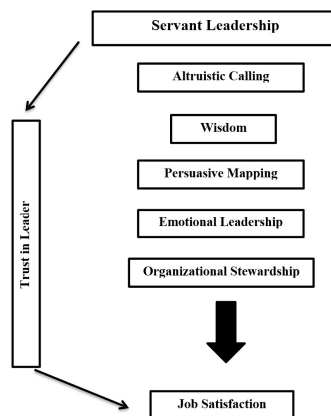 Servant Leadership
Altruistic Calling
Wisdom
Persuasive Mapping
Emotional Leadership
Organizational Stewardship
Trust in Leader
Job Satisfaction